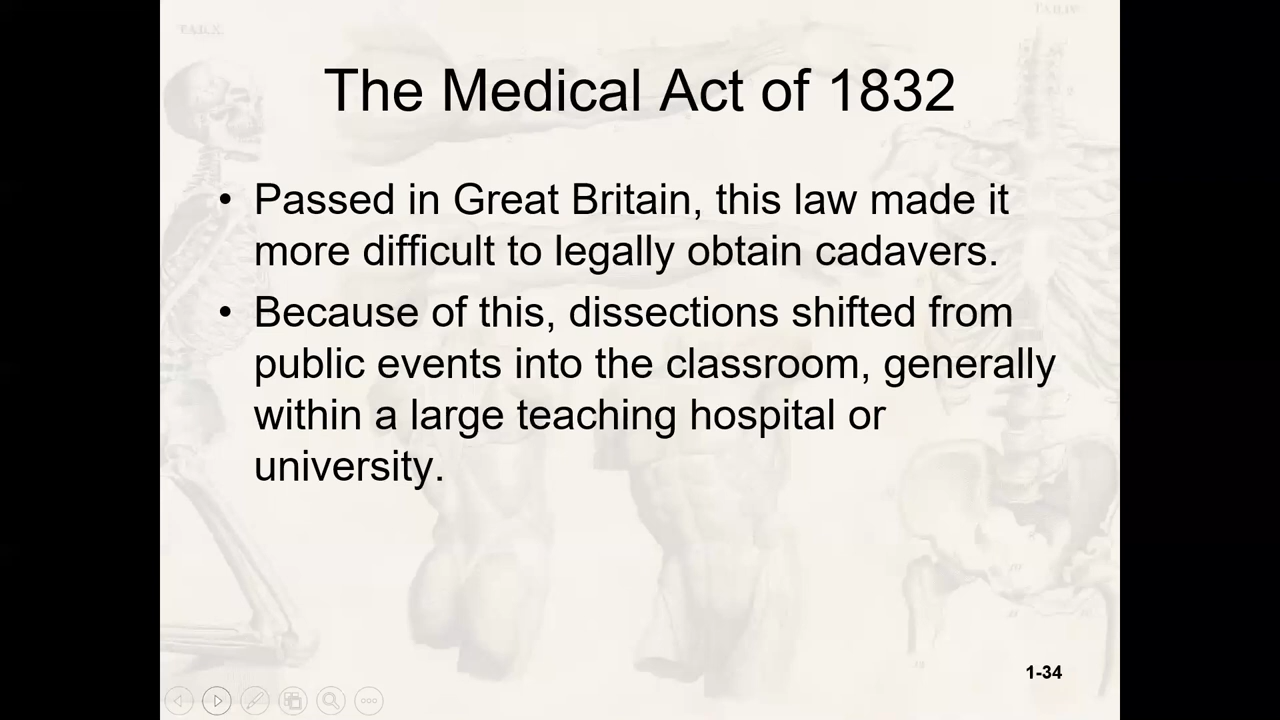 The Medical Act of 1832
• Passed in Great Britain, this law made it
more difficult to legally obtain cadavers.
• Because of this, dissections shifted from
public events into the classroom, generally
within a large teaching hospital or
university.
1-34